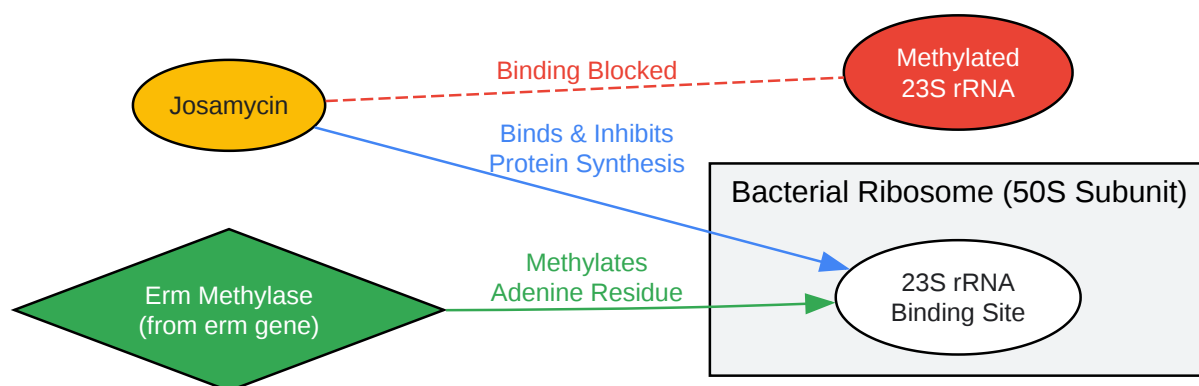 Josamycin
Binding Blocked
Methylated
23S rRNA
Binds & Inhibits
Protein Synthesis
Bacterial Ribosome (50S Subunit)
Erm Methylase
(from erm gene)
Methylates
Adenine Residue
23S rRNA
Binding Site